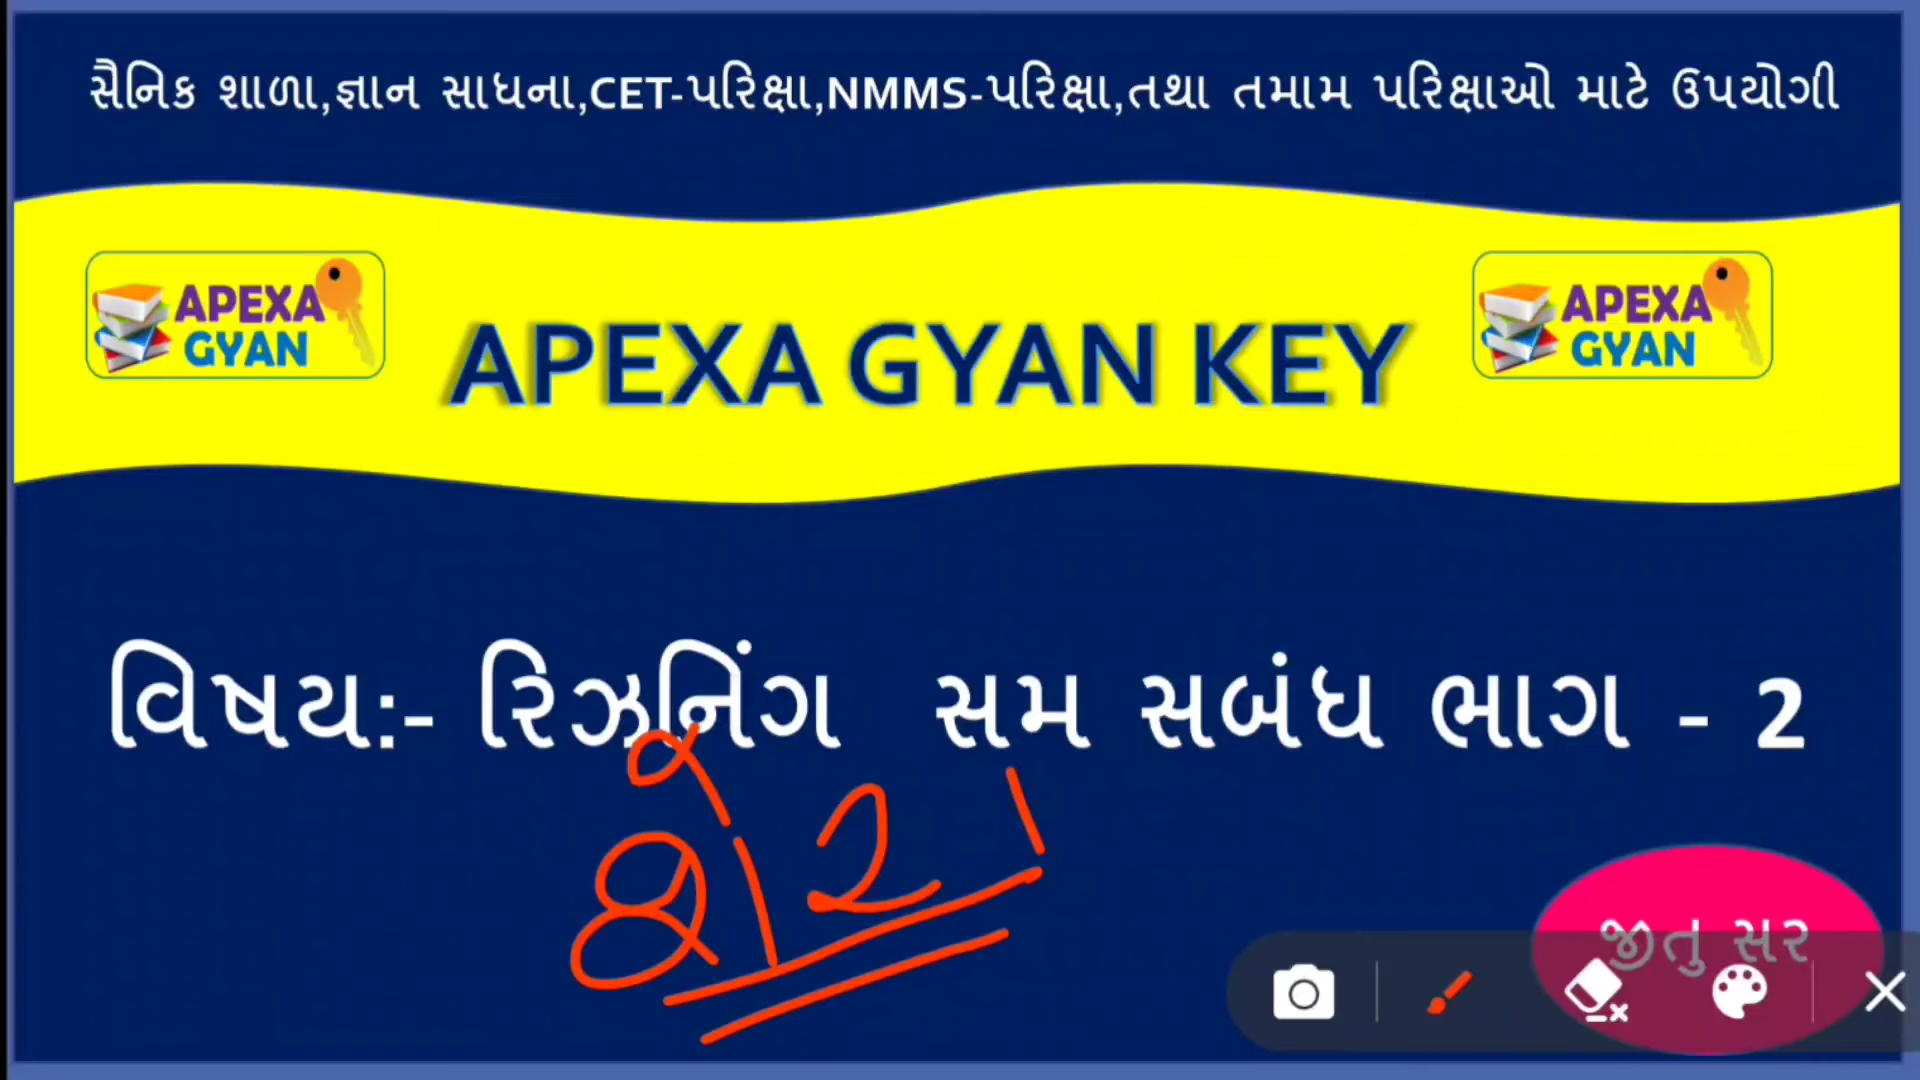 સૈનિક શાળા,જ્ઞાન સાધના,CET-પરિક્ષા,NMMS-પરિક્ષા,તથા તમામ પરિક્ષાઓ માટે ઉપયોગી
APEXA GYAN
APEXA GYAN KEY
APEXA GYAN
વિષય:- રિઝનિંગ સમ સબંધ ભાગ - 2
જીતુ સર